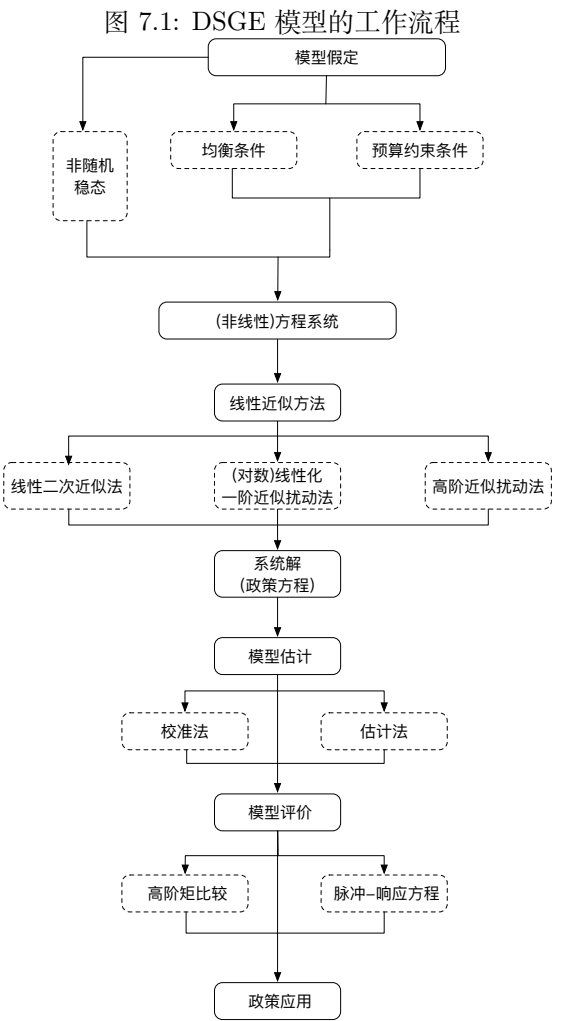 图 7.1: DSGE 模型的工作流程
模型假定
非随机
稳态
均衡条件
预算约束条件
(非线性)方程系统
线性近似方法
线性二次近似法
(对数)线性化
一阶近似扰动法
高阶近似扰动法
系统解
(政策方程)
模型估计
校准法
估计法
模型评价
高阶矩比较
脉冲–响应方程
政策应用